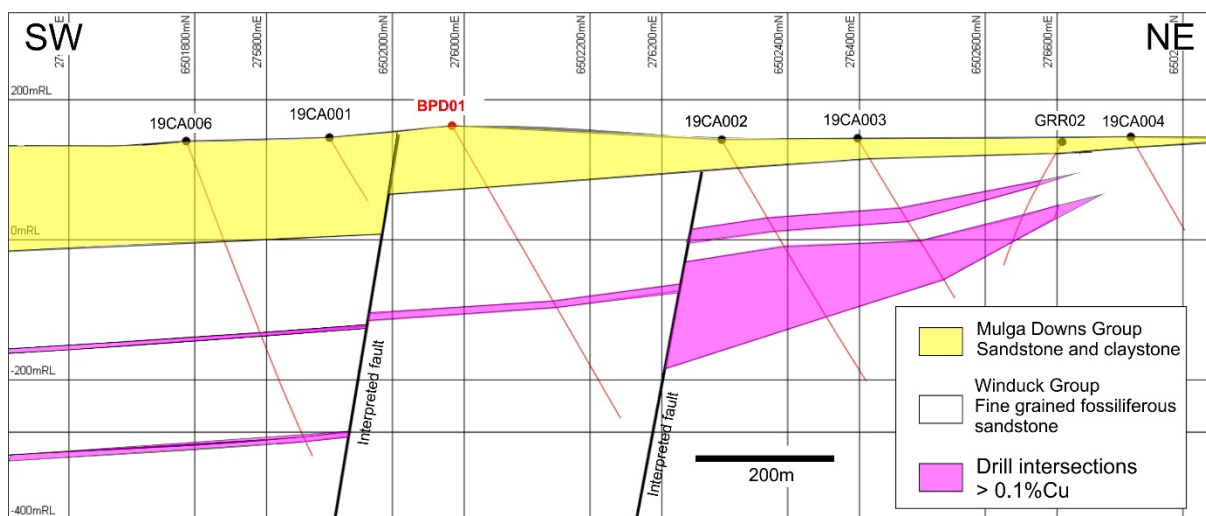 SW
NE
6501800mN
275800mE
6502000mN
276000mE
6502200mN
276200mE
6502400mN
276400mE
6502600mN
276600mE
200mRL
19CA006
19CA001
BPD01
19CA002
19CA003
GRR02
19CA004
0mRL
-200mRL
-400mRL
Interpreted fault
Interpreted fault
200m
Mulga Downs Group
Sandstone and claystone
Winduck Group
Fine grained fossiliferous
sandstone
Drill intersections
> 0.1%Cu